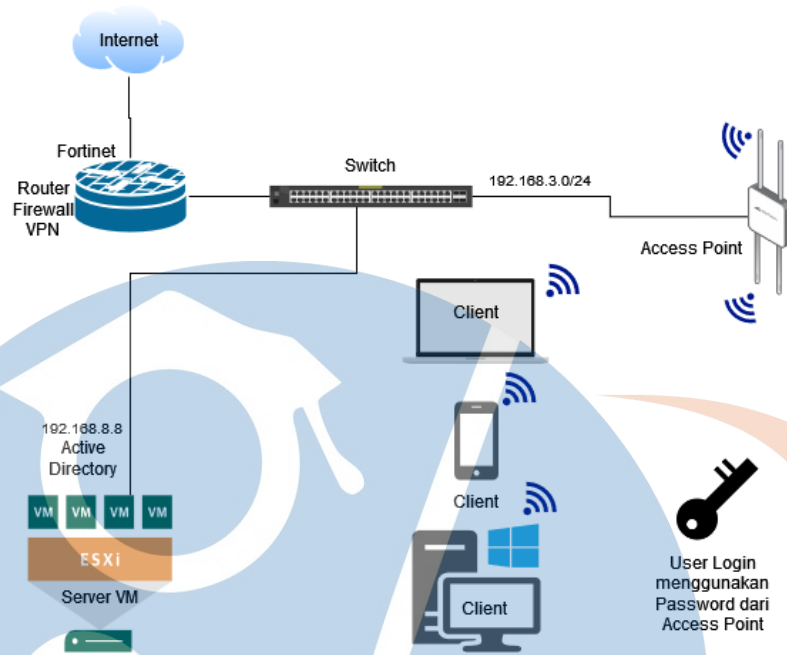 Internet
Fortinet
Router
Firewall
VPN
Switch
192.168.3.0/24
Access Point
Client
192.168.8.8
Active
Directory
VM VM VM VM
ESXi
Server VM
Client
Client
User Login
menggunakan
Password dari
Access Point